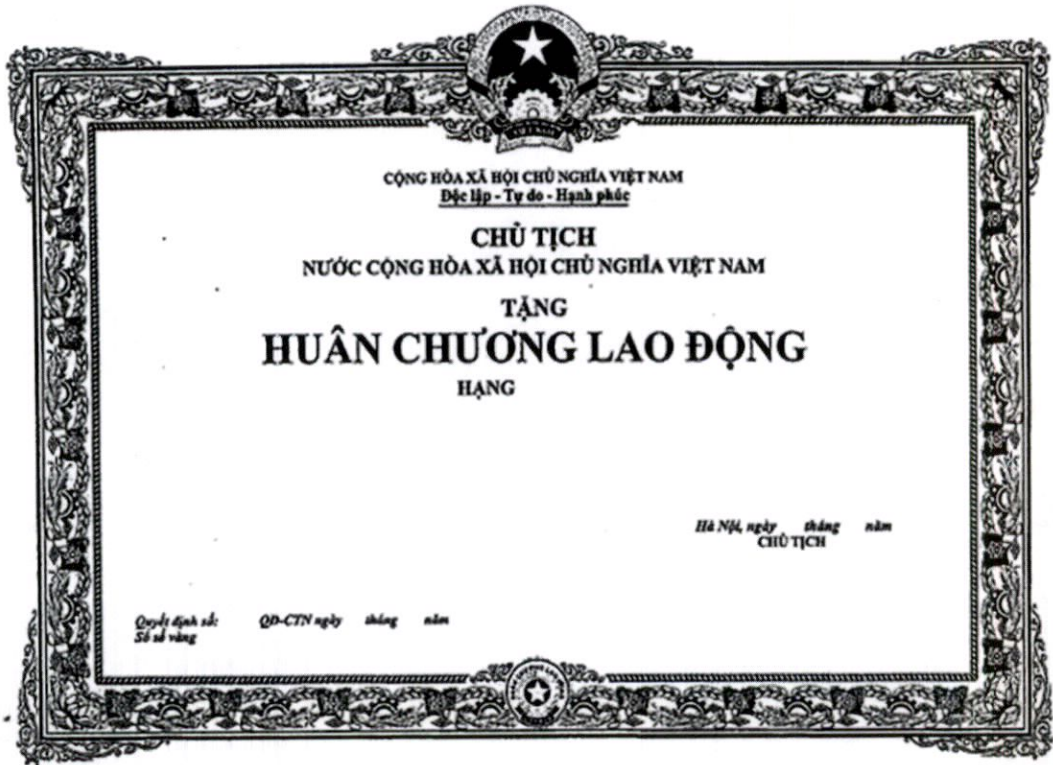 CỘNG HÒA XÃ HỘI CHỦ NGHĨA VIỆT NAM
Độc lập - Tự do - Hạnh phúc
CHỦ TỊCH
NƯỚC CỘNG HÒA XÃ HỘI CHỦ NGHĨA VIỆT NAM
TẶNG
HUÂN CHƯƠNG LAO ĐỘNG
HẠNG
Hà Nội, ngày tháng năm
CHỦ TỊCH
Quyết định số: QĐ-CTN ngày tháng năm
Số sổ vàng